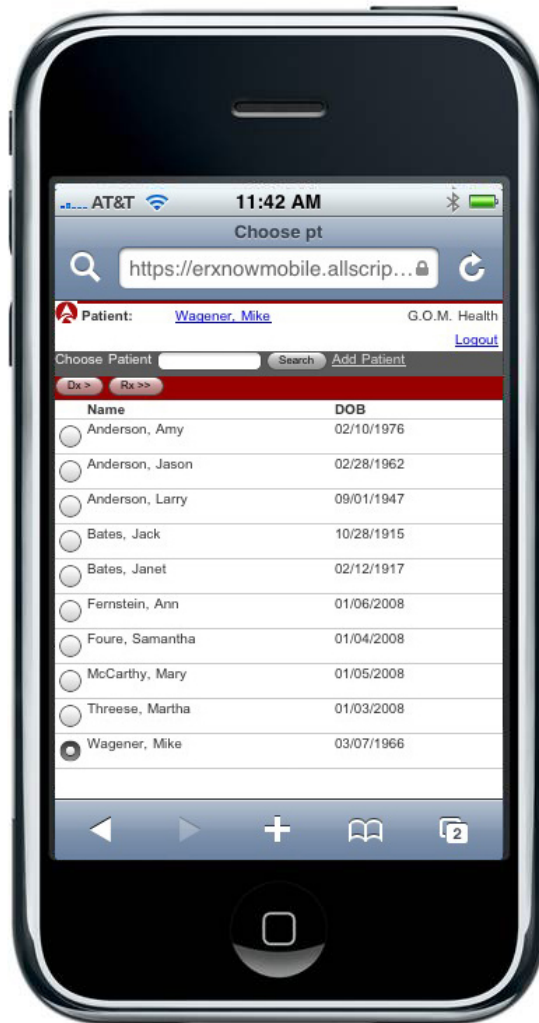 AT&T 11:42 AM
Choose pt
https://erxnowmobile.allscrip...
Patient: Wagener, Mike G.O.M. Health
Logout
Choose Patient Search Add Patient
Dx > Rx >>
Name DOB
Anderson, Amy 02/10/1976
Anderson, Jason 02/28/1962
Anderson, Larry 09/01/1947
Bates, Jack 10/28/1915
Bates, Janet 02/12/1917
Fernstein, Ann 01/06/2008
Foure, Samantha 01/04/2008
McCarthy, Mary 01/05/2008
Threese, Martha 01/03/2008
Wagener, Mike 03/07/1966
2